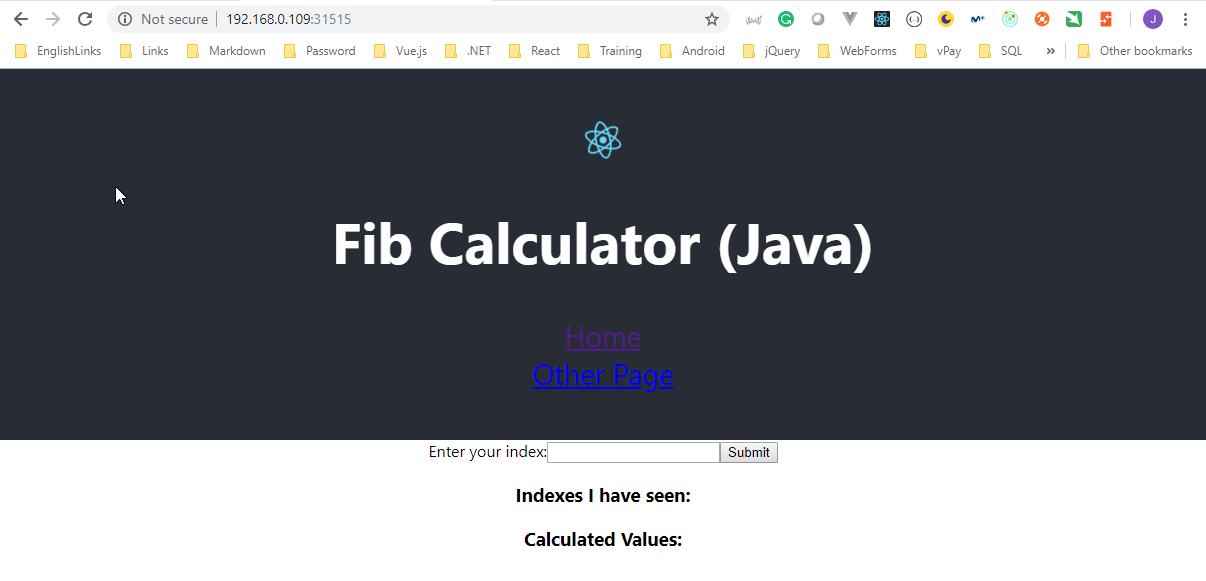 Not secure 192.168.0.109:31515 J
EnglishLinks Links Markdown Password Vue.js .NET React Training Android jQuery WebForms vPay SQL » Other bookmarks
Fib Calculator (Java)
Home
Other Page
Enter your index: Submit
Indexes I have seen:
Calculated Values: